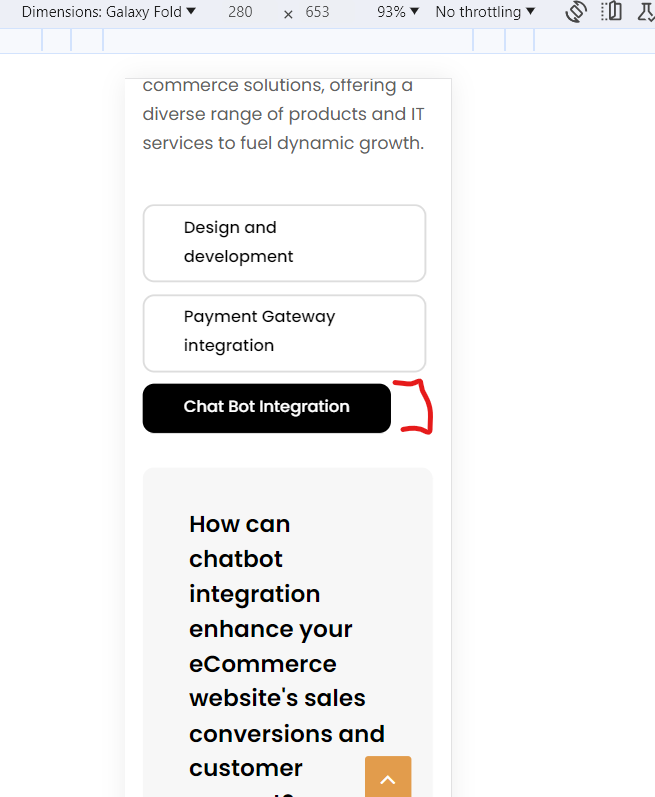 Dimensions: Galaxy Fold ▼ 280 × 653 93% ▼ No throttling ▼
commerce solutions, offering a
diverse range of products and IT
services to fuel dynamic growth.
Design and
development
Payment Gateway
integration
Chat Bot Integration
How can
chatbot
integration
enhance your
eCommerce
website's sales
conversions and
customer